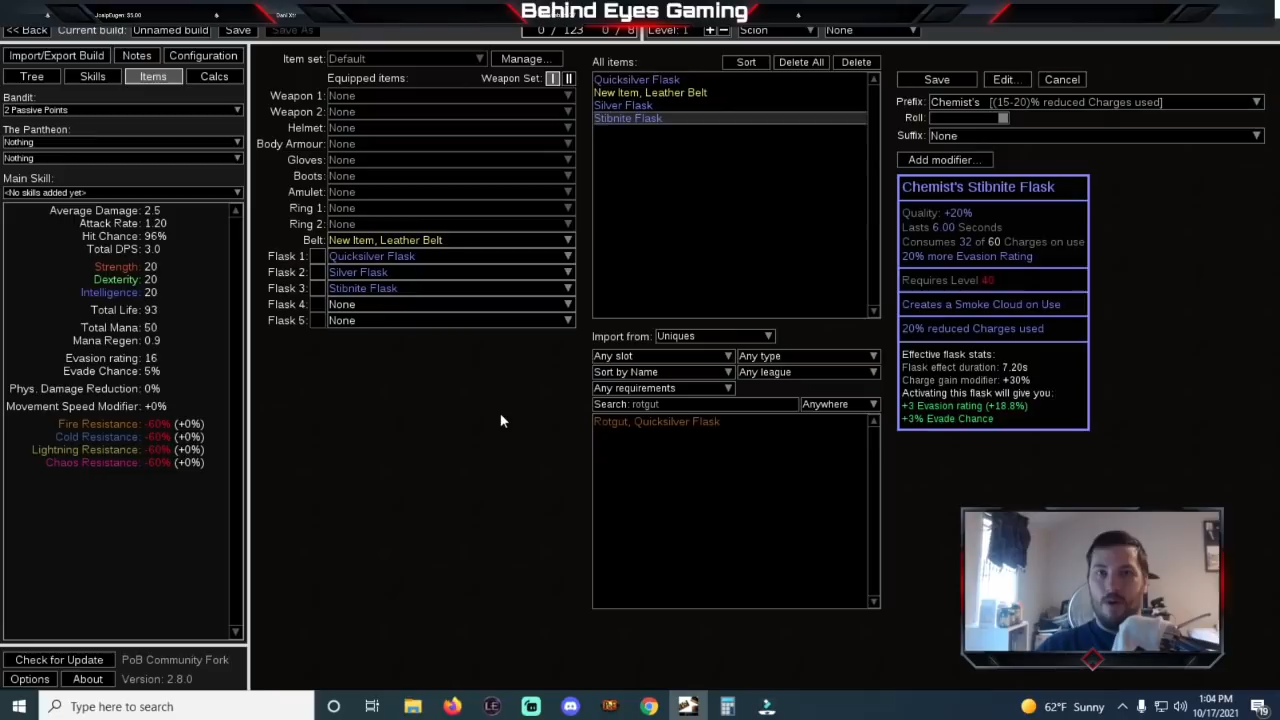 JosipEugen: $5.00
Dani Xtr
Behind Eyes Gaming
<< Back
Current build:
Unnamed build
Save
Save As
0 / 123
0 / 8
Level: 1
Scion
None
Import/Export Build
Notes
Configuration
Tree
Skills
Items
Calcs
Bandit:
2 Passive Points
The Pantheon:
Nothing
Nothing
Main Skill:
<No skills added yet>
Average Damage: 2.5
Attack Rate: 1.20
Hit Chance: 96%
Total DPS: 3.0
Strength: 20
Dexterity: 20
Intelligence: 20
Total Life: 93
Total Mana: 50
Mana Regen: 0.9
Evasion rating: 16
Evade Chance: 5%
Phys. Damage Reduction: 0%
Movement Speed Modifier: +0%
Fire Resistance: -60% (+0%)
Cold Resistance: -60% (+0%)
Lightning Resistance: -60% (+0%)
Chaos Resistance: -60% (+0%)
Check for Update
PoB Community Fork
Options
About
Version: 2.8.0
Item set: Default
Manage...
Equipped items:
Weapon Set: I II
Weapon 1: None
Weapon 2: None
Helmet: None
Body Armour: None
Gloves: None
Boots: None
Amulet: None
Ring 1: None
Ring 2: None
Belt: New Item, Leather Belt
Flask 1: Quicksilver Flask
Flask 2: Silver Flask
Flask 3: Stibnite Flask
Flask 4: None
Flask 5: None
All items:
Sort
Delete All
Delete
Quicksilver Flask
New Item, Leather Belt
Silver Flask
Stibnite Flask
Import from: Uniques
Any slot
Any type
Sort by Name
Any league
Any requirements
Search: rotgut
Anywhere
Rotgut, Quicksilver Flask
Save
Edit...
Cancel
Prefix: Chemist's [(15-20)% reduced Charges used]
Roll:
Suffix: None
Add modifier...
Chemist's Stibnite Flask
Quality: +20%
Lasts 6.00 Seconds
Consumes 32 of 60 Charges on use
20% more Evasion Rating
Requires Level 40
Creates a Smoke Cloud on Use
20% reduced Charges used
Effective flask stats:
Flask effect duration: 7.20s
Charge gain modifier: +30%
Activating this flask will give you:
+3 Evasion rating (+18.8%)
+3% Evade Chance
Type here to search
LE
62°F Sunny
1:04 PM
10/17/2021
19